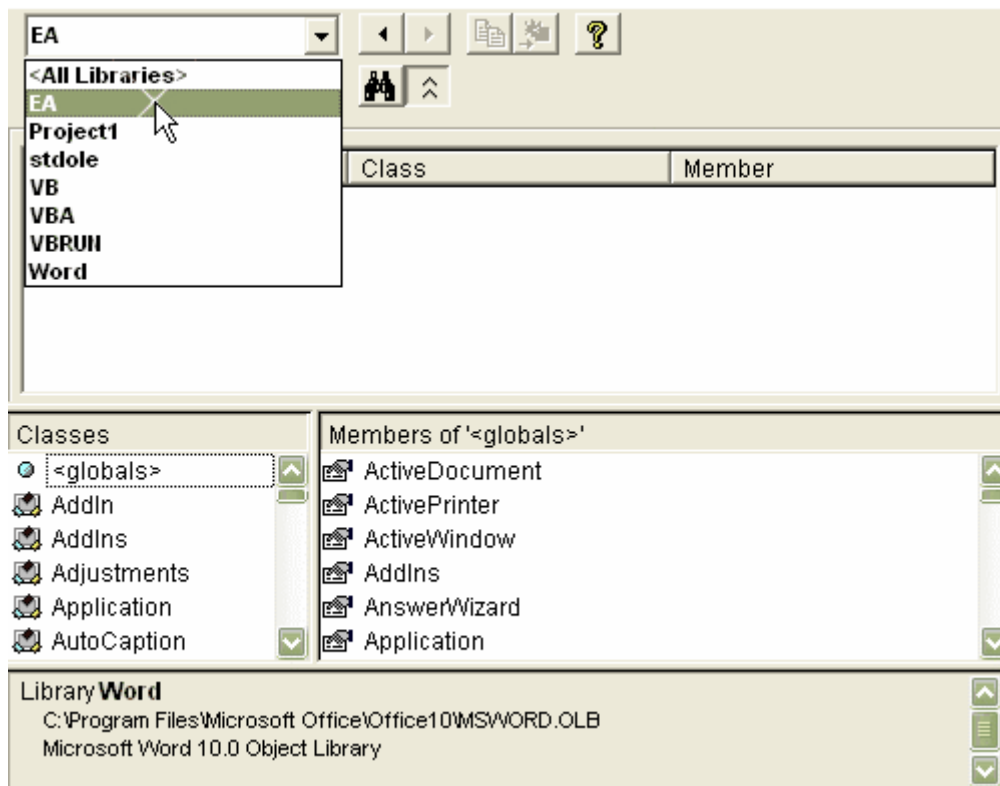 EA
<All Libraries>
EA
Project1
stdole
VB
VBA
VBRUN
Word
Class Member
Classes
<globals>
AddIn
AddIns
Adjustments
Application
AutoCaption
Members of '<globals>'
ActiveDocument
ActivePrinter
ActiveWindow
AddIns
AnswerWizard
Application
Library Word
C:\Program Files\Microsoft Office\Office10\MSWORD.OLB
Microsoft Word 10.0 Object Library